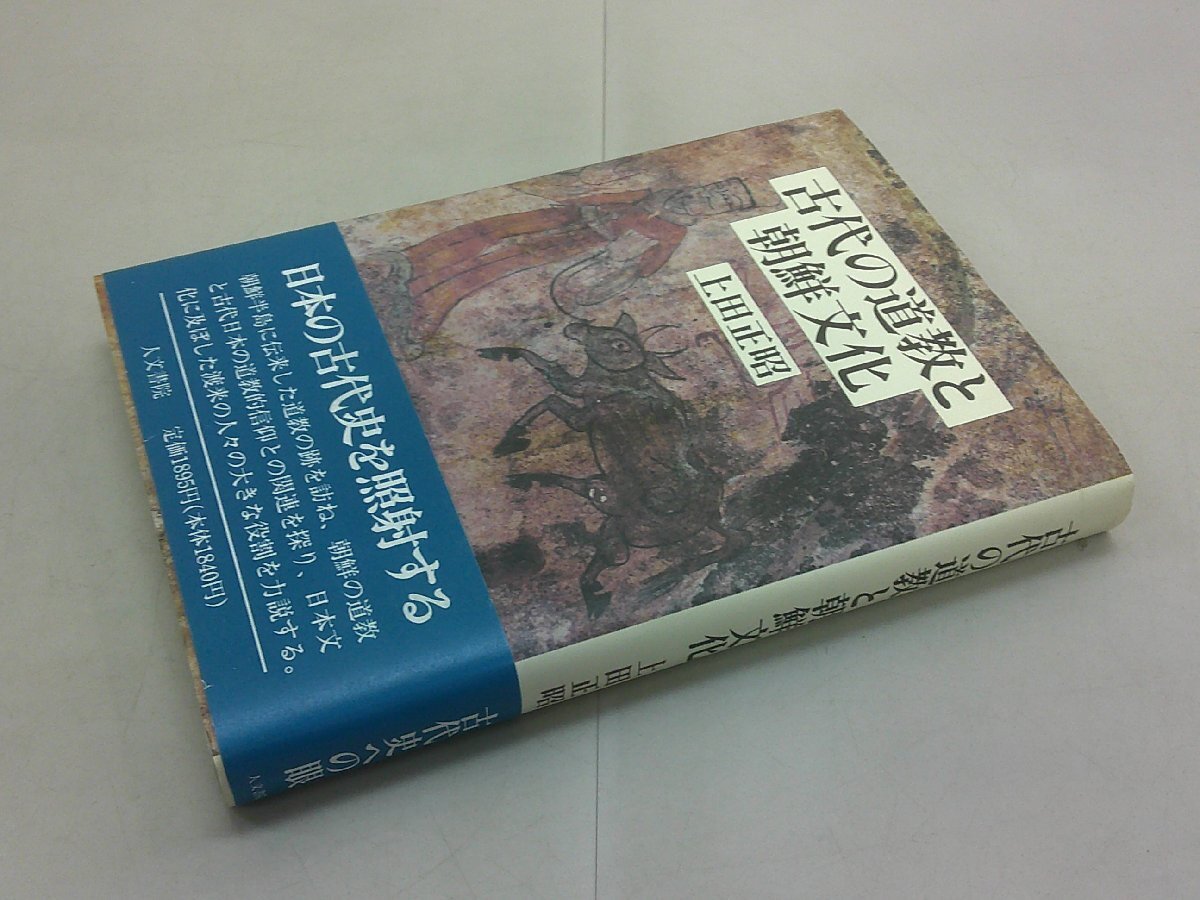 古代の道教と
朝鮮文化
上田正昭
日本の古代史を照射する
朝鮮半島に伝来した道教の跡を訪ね、朝鮮の道教
と古代日本の道教的信仰との関連を探り、日本文
化に及ぼした渡来の人々の大きな役割を力説する。
人文書院
定価1895円(本体1840円)
古代の道教と朝鮮文化 上田正昭
古代史への眼